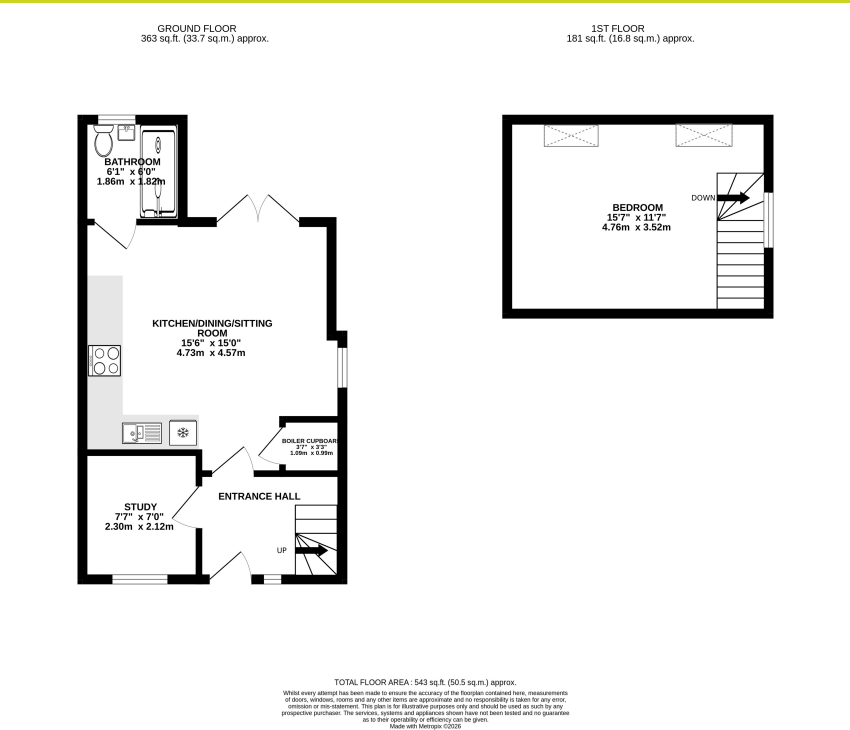 GROUND FLOOR
363 sq.ft. (33.7 sq.m.) approx.
1ST FLOOR
181 sq.ft. (16.8 sq.m.) approx.
BATHROOM
6'1" x 6'0"
1.86m x 1.82m
BEDROOM
15'7" x 11'7"
4.76m x 3.52m
DOWN
KITCHEN/DINING/SITTING
ROOM
15'6" x 15'0"
4.73m x 4.57m
BOILER CUPBOARD
3'7" x 3'3"
1.09m x 0.99m
ENTRANCE HALL
STUDY
7'7" x 7'0"
2.30m x 2.12m
UP
TOTAL FLOOR AREA : 543 sq.ft. (50.5 sq.m.) approx.
Whilst every attempt has been made to ensure the accuracy of the floorplan contained here, measurements
of doors, windows, rooms and any other items are approximate and no responsibility is taken for any error,
omission or mis-statement. This plan is for illustrative purposes only and should be used as such by any
prospective purchaser. The services, systems and appliances shown have not been tested and no guarantee
as to their operability or efficiency can be given.
Made with Metropix ©2026